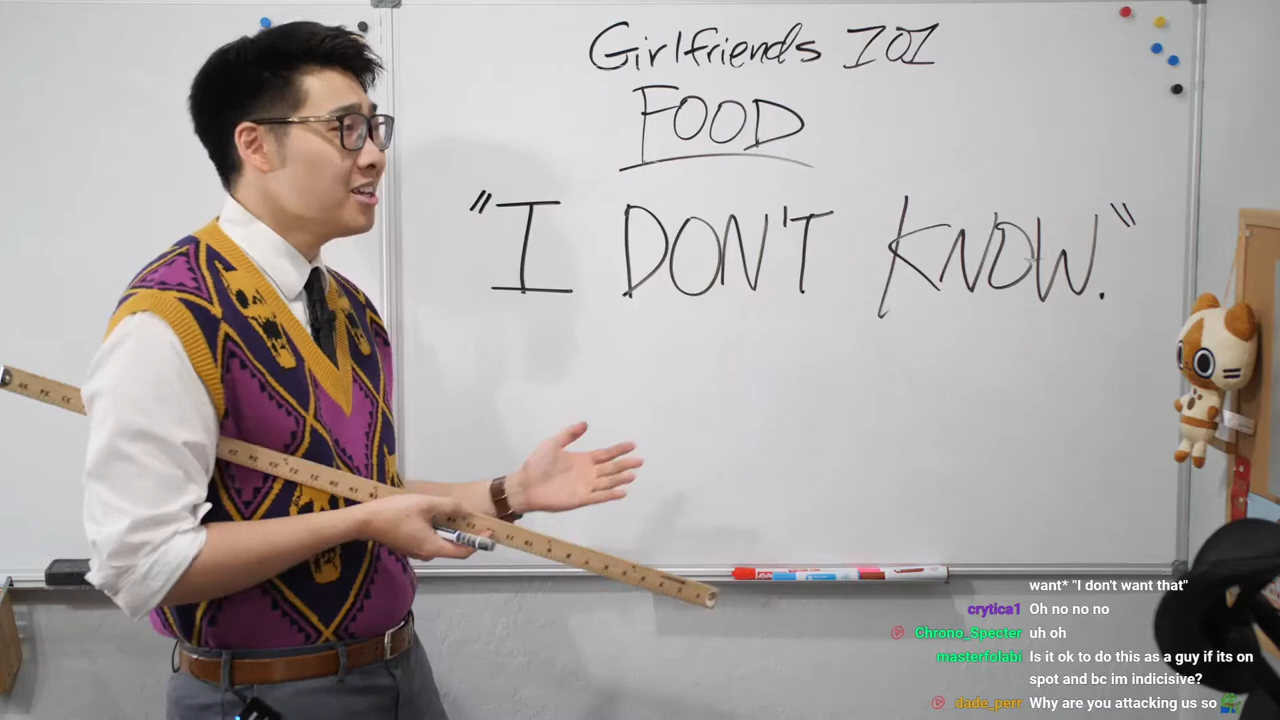 Girlfriends 101
FOOD
"I DON'T KNOW."
want* "I don't want that"
crytica1 Oh no no no
Chrono_Specter uh oh
masterfolabi Is it ok to do this as a guy if its on
spot and bc im indicisive?
dade_perr Why are you attacking us so